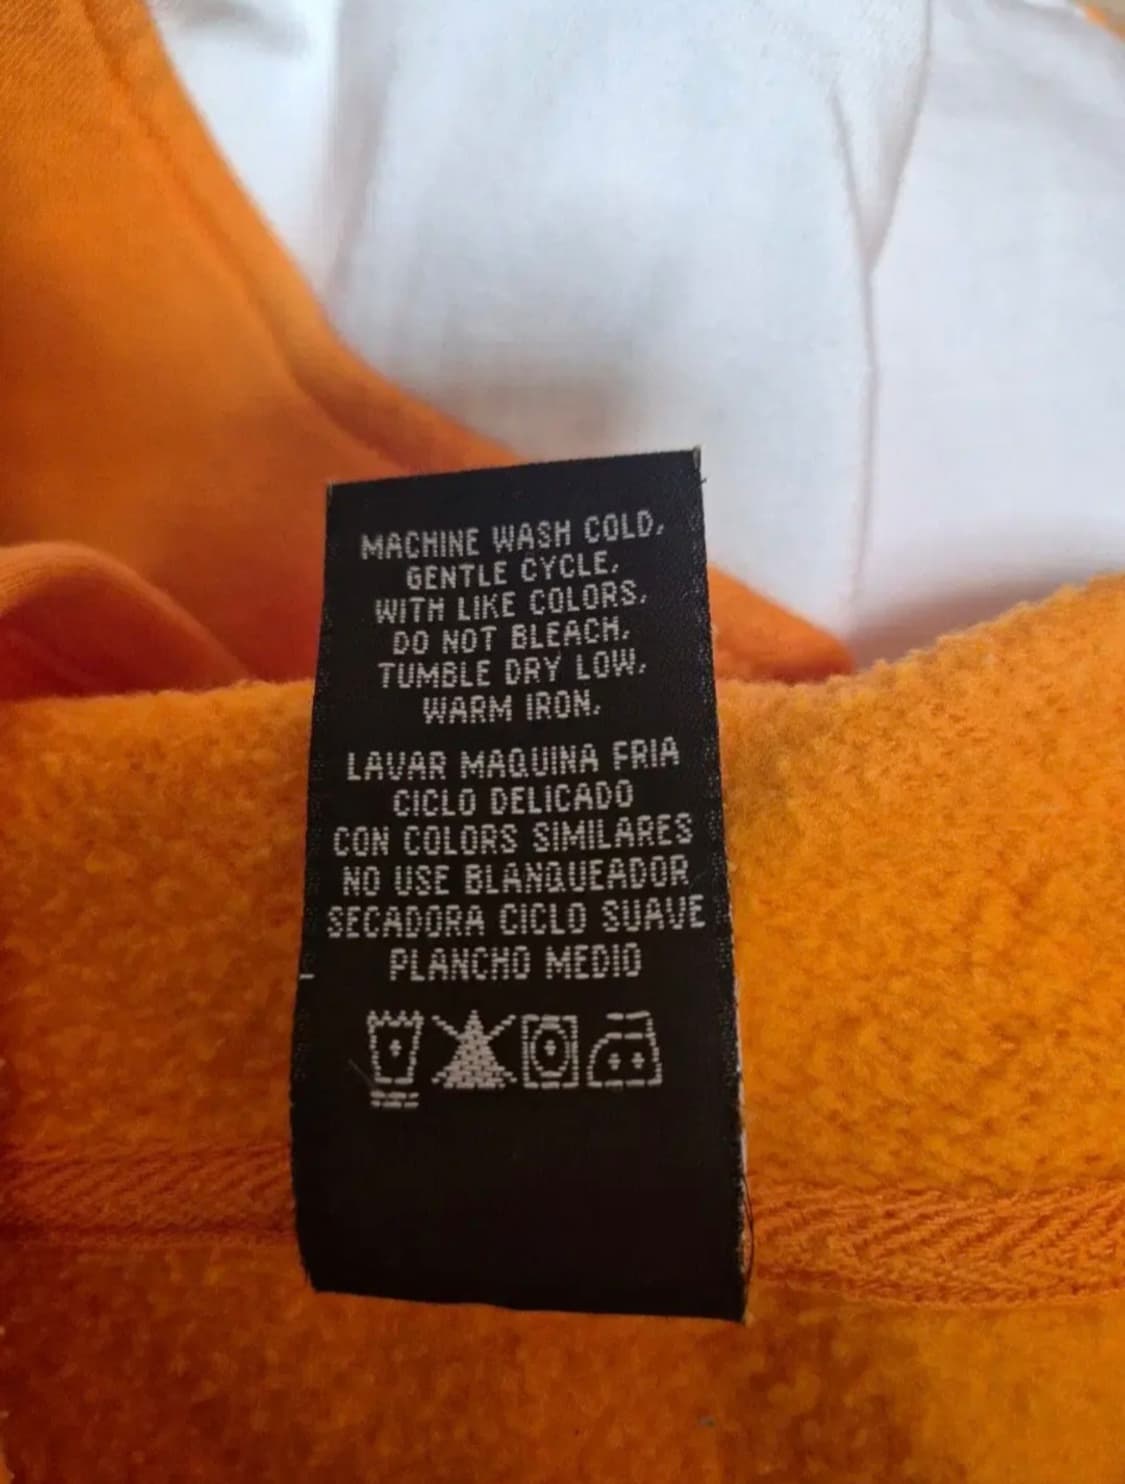 MACHINE WASH COLD,
GENTLE CYCLE,
WITH LIKE COLORS,
DO NOT BLEACH,
TUMBLE DRY LOW,
WARM IRON.
LAVAR MAQUINA FRIA
CICLO DELICADO
CON COLORS SIMILARES
NO USE BLANQUEADOR
SECADORA CICLO SUAVE
PLANCHO MEDIO